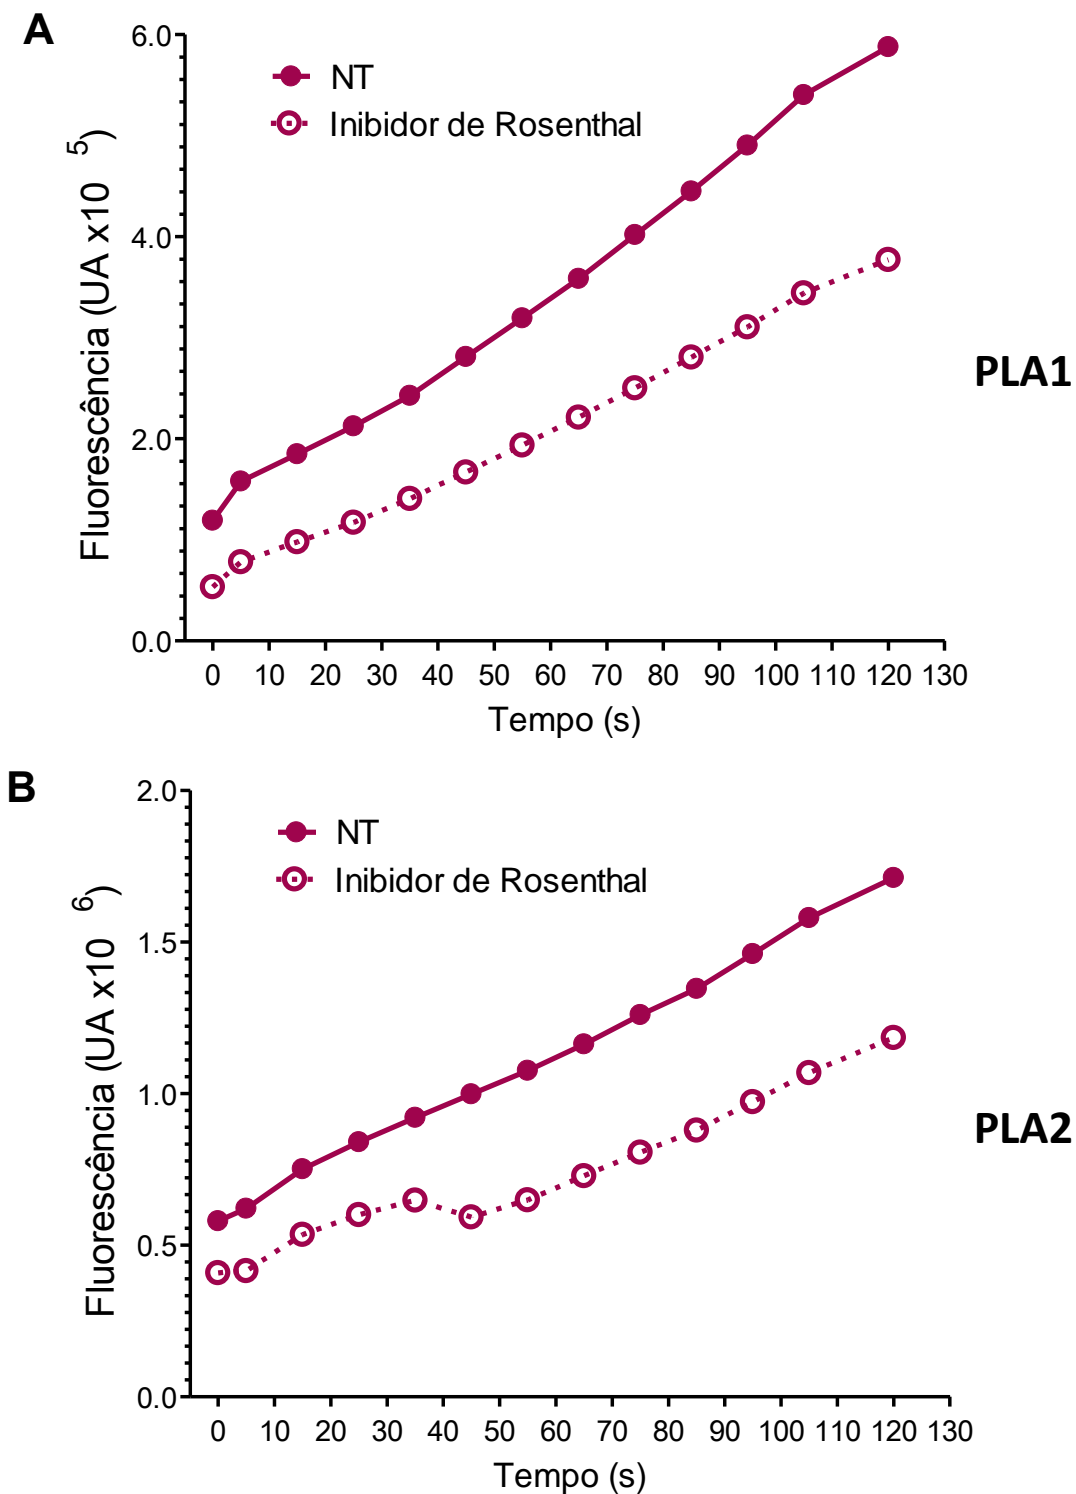 A
6.0
NT
Inibidor de Rosenthal
4.0
2.0
0.0
Fluorescência (UA x10 5)
PLA1
0 10 20 30 40 50 60 70 80 90 100 110 120 130
Tempo (s)
B
2.0
NT
Inibidor de Rosenthal
1.5
1.0
0.5
0.0
Fluorescência (UA x10 6)
PLA2
0 10 20 30 40 50 60 70 80 90 100 110 120 130
Tempo (s)